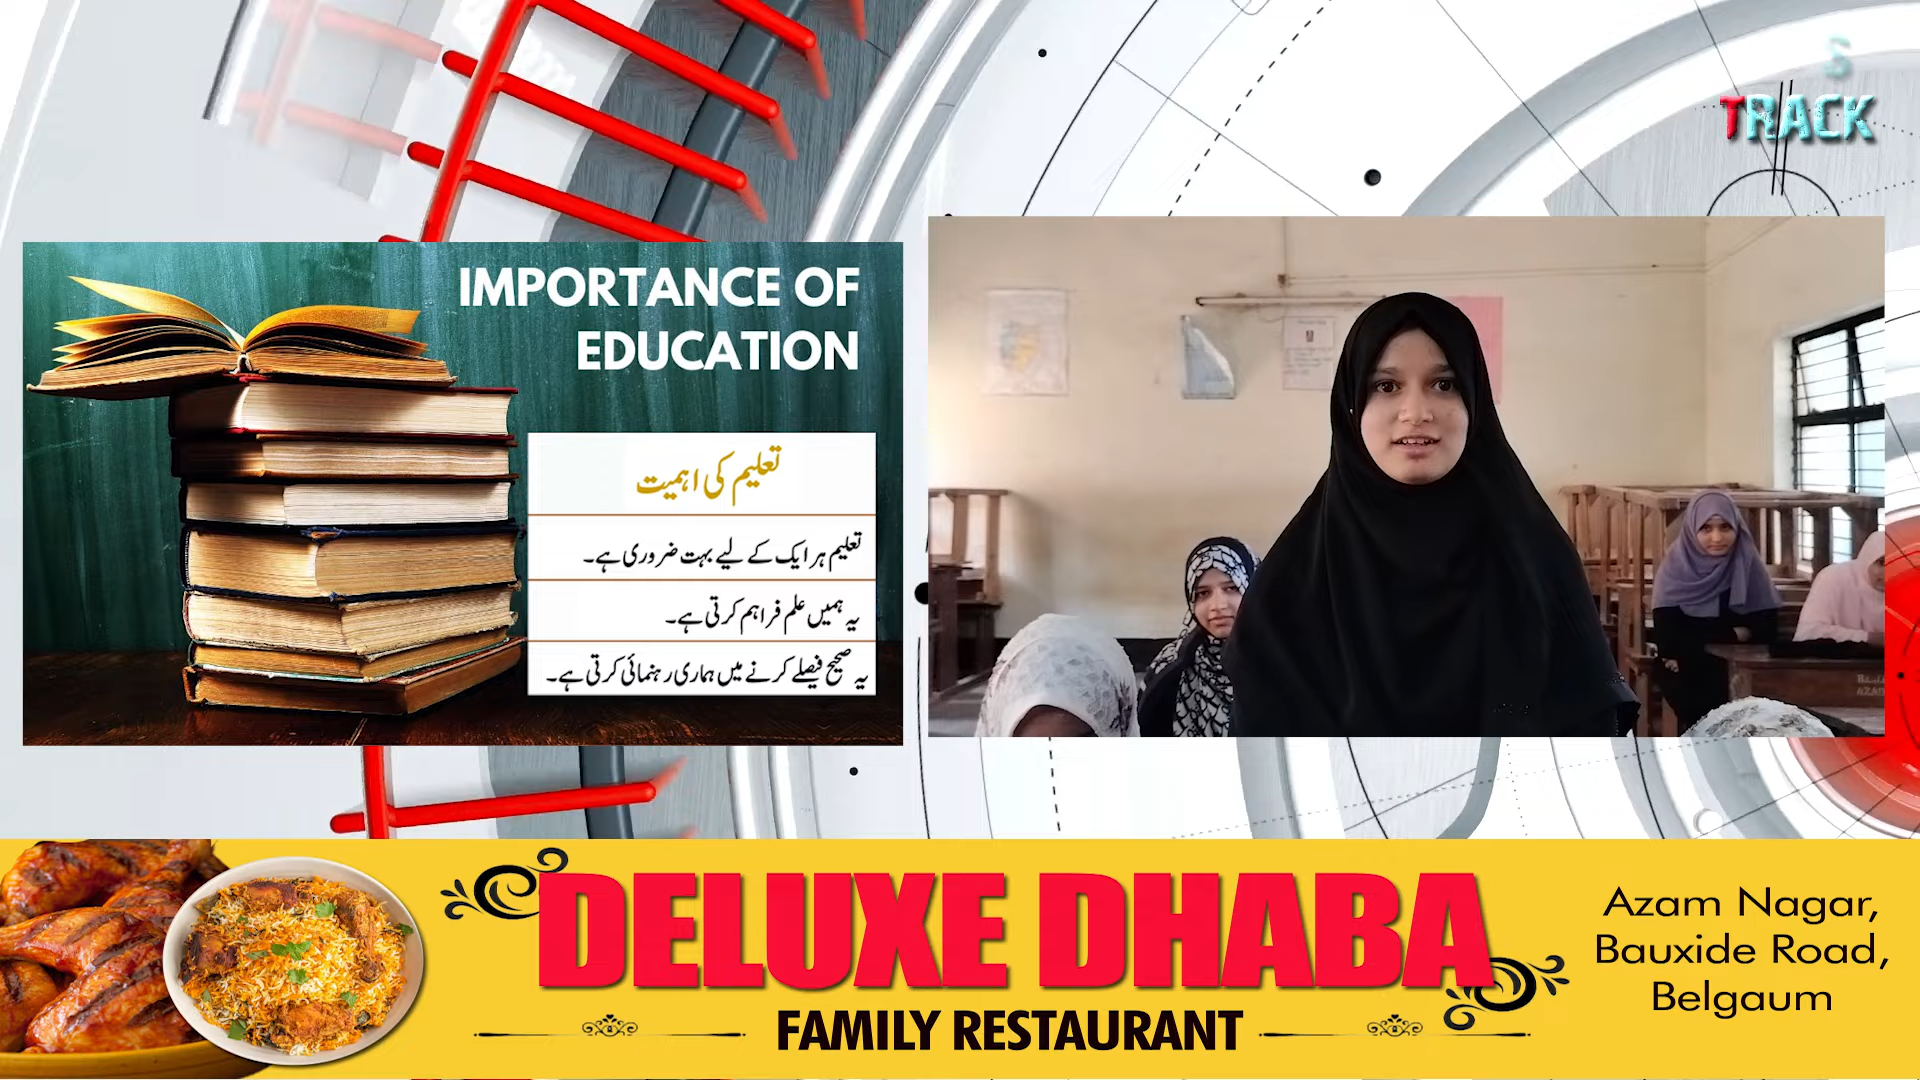 S
TRACK
IMPORTANCE OF
EDUCATION
تعلیم کی اہمیت
تعلیم ہر ایک کے لیے بہت ضروری ہے۔
یہ ہمیں علم فراہم کرتی ہے۔
یہ صحیح فیصلے کرنے میں ہماری رہنمائی کرتی ہے۔
DELUXE DHABA
FAMILY RESTAURANT
Azam Nagar,
Bauxide Road,
Belgaum